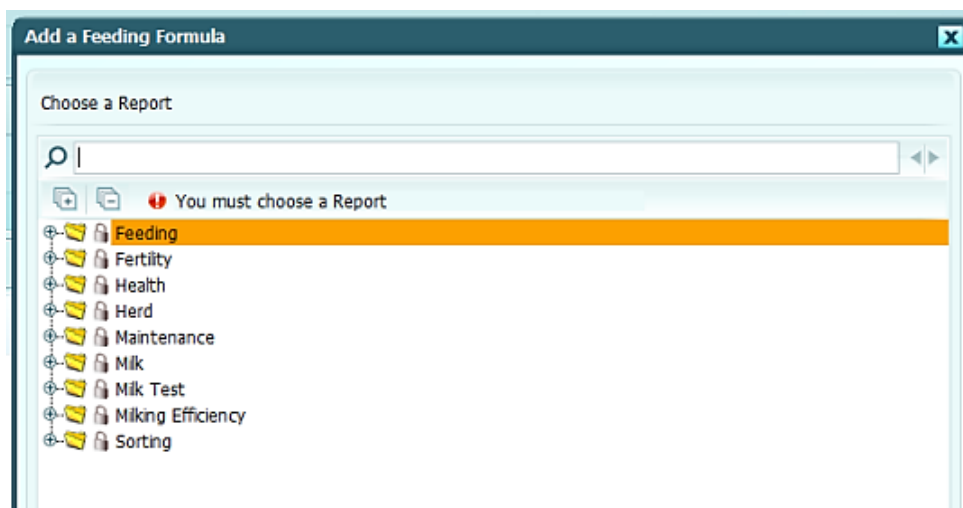 Add a Feeding Formula
Choose a Report
You must choose a Report
Feeding
Fertility
Health
Herd
Maintenance
Milk
Milk Test
Milking Efficiency
Sorting